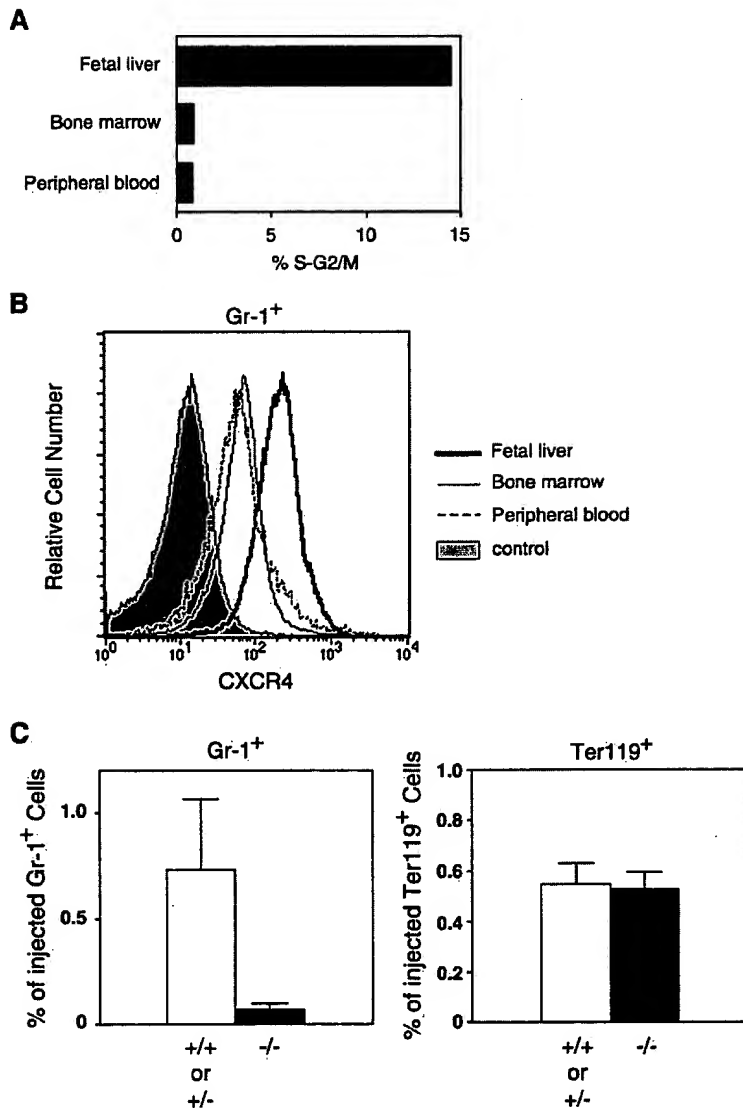 A
Fetal liver
Bone marrow
Peripheral blood
0 5 10 15
% S-G2/M
B
Gr-1+
Relative Cell Number
10^0 10^1 10^2 10^3 10^4
CXCR4
Fetal liver
Bone marrow
Peripheral blood
control
C
Gr-1+
% of injected Gr-1+ Cells
1.0
0.5
0
+/+ -/-
or
+/-
Ter119+
% of injected Ter119+ Cells
1.0
0.8
0.6
0.4
0.2
0
+/+ -/-
or
+/-